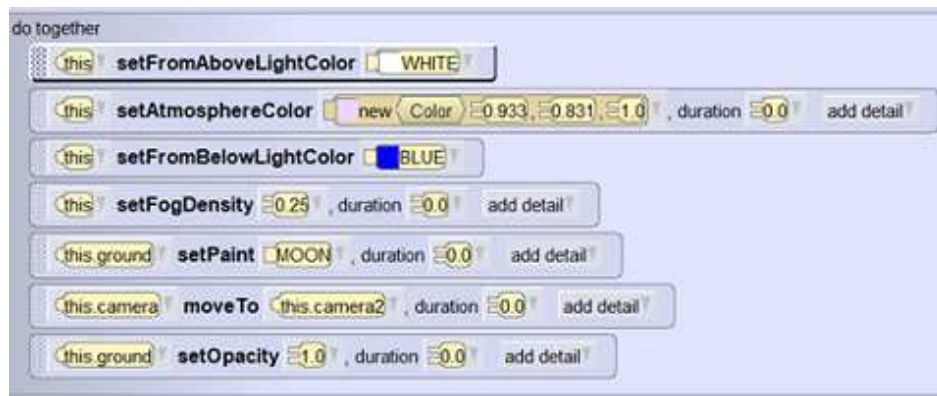 do together
this setFromAboveLightColor WHITE
this setAtmosphereColor new Color 0.933, 0.831, 1.0 , duration 0.0 add detail
this setFromBelowLightColor BLUE
this setFogDensity 0.25 , duration 0.0 add detail
this.ground setPaint MOON , duration 0.0 add detail
this.camera moveTo this.camera2 , duration 0.0 add detail
this.ground setOpacity 1.0 , duration 0.0 add detail